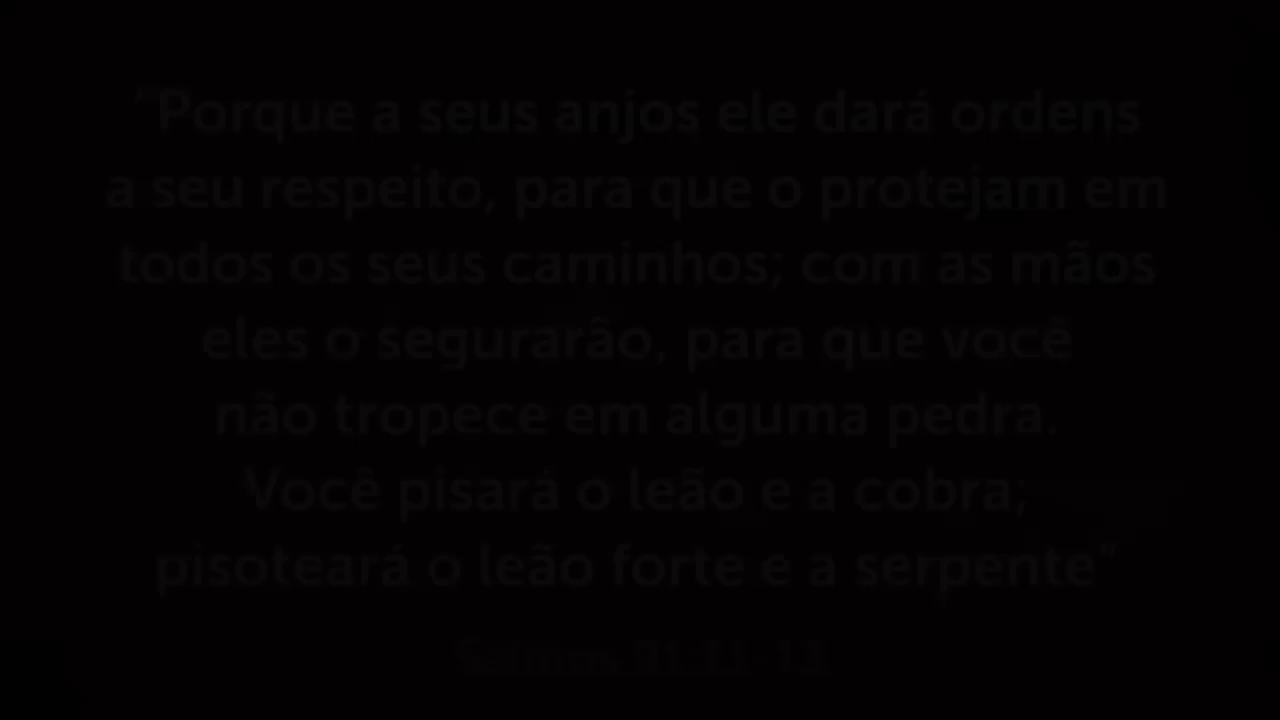 "Porque a seus anjos ele dará ordens
a seu respeito, para que o protejam em
todos os seus caminhos; com as mãos
eles o segurarão, para que você
não tropece em alguma pedra.
Você pisará o leão e a cobra;
pisoteará o leão forte e a serpente"
Salmos 91:11-13